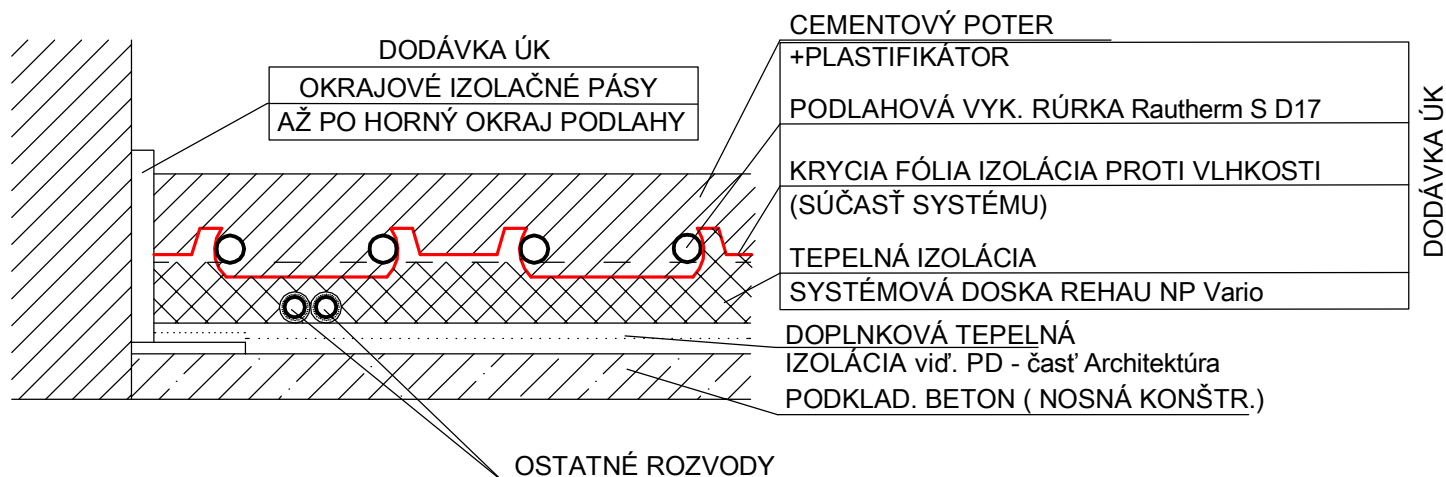 DODÁVKA ÚK
OKRAJOVÉ IZOLAČNÉ PÁSY
AŽ PO HORNÝ OKRAJ PODLAHY
CEMENTOVÝ POTER
+PLASTIFIKÁTOR
PODLAHOVÁ VYK. RÚRKA Rautherm S D17
KRYCIA FÓLIA IZOLÁCIA PROTI VLHKOSTI
(SÚČASŤ SYSTÉMU)
TEPELNÁ IZOLÁCIA
SYSTÉMOVÁ DOSKA REHAU NP Vario
DODÁVKA ÚK
DOPLNKOVÁ TEPELNÁ
IZOLÁCIA viď. PD - časť Architektúra
PODKLAD. BETON ( NOSNÁ KONŠTR.)
OSTATNÉ ROZVODY